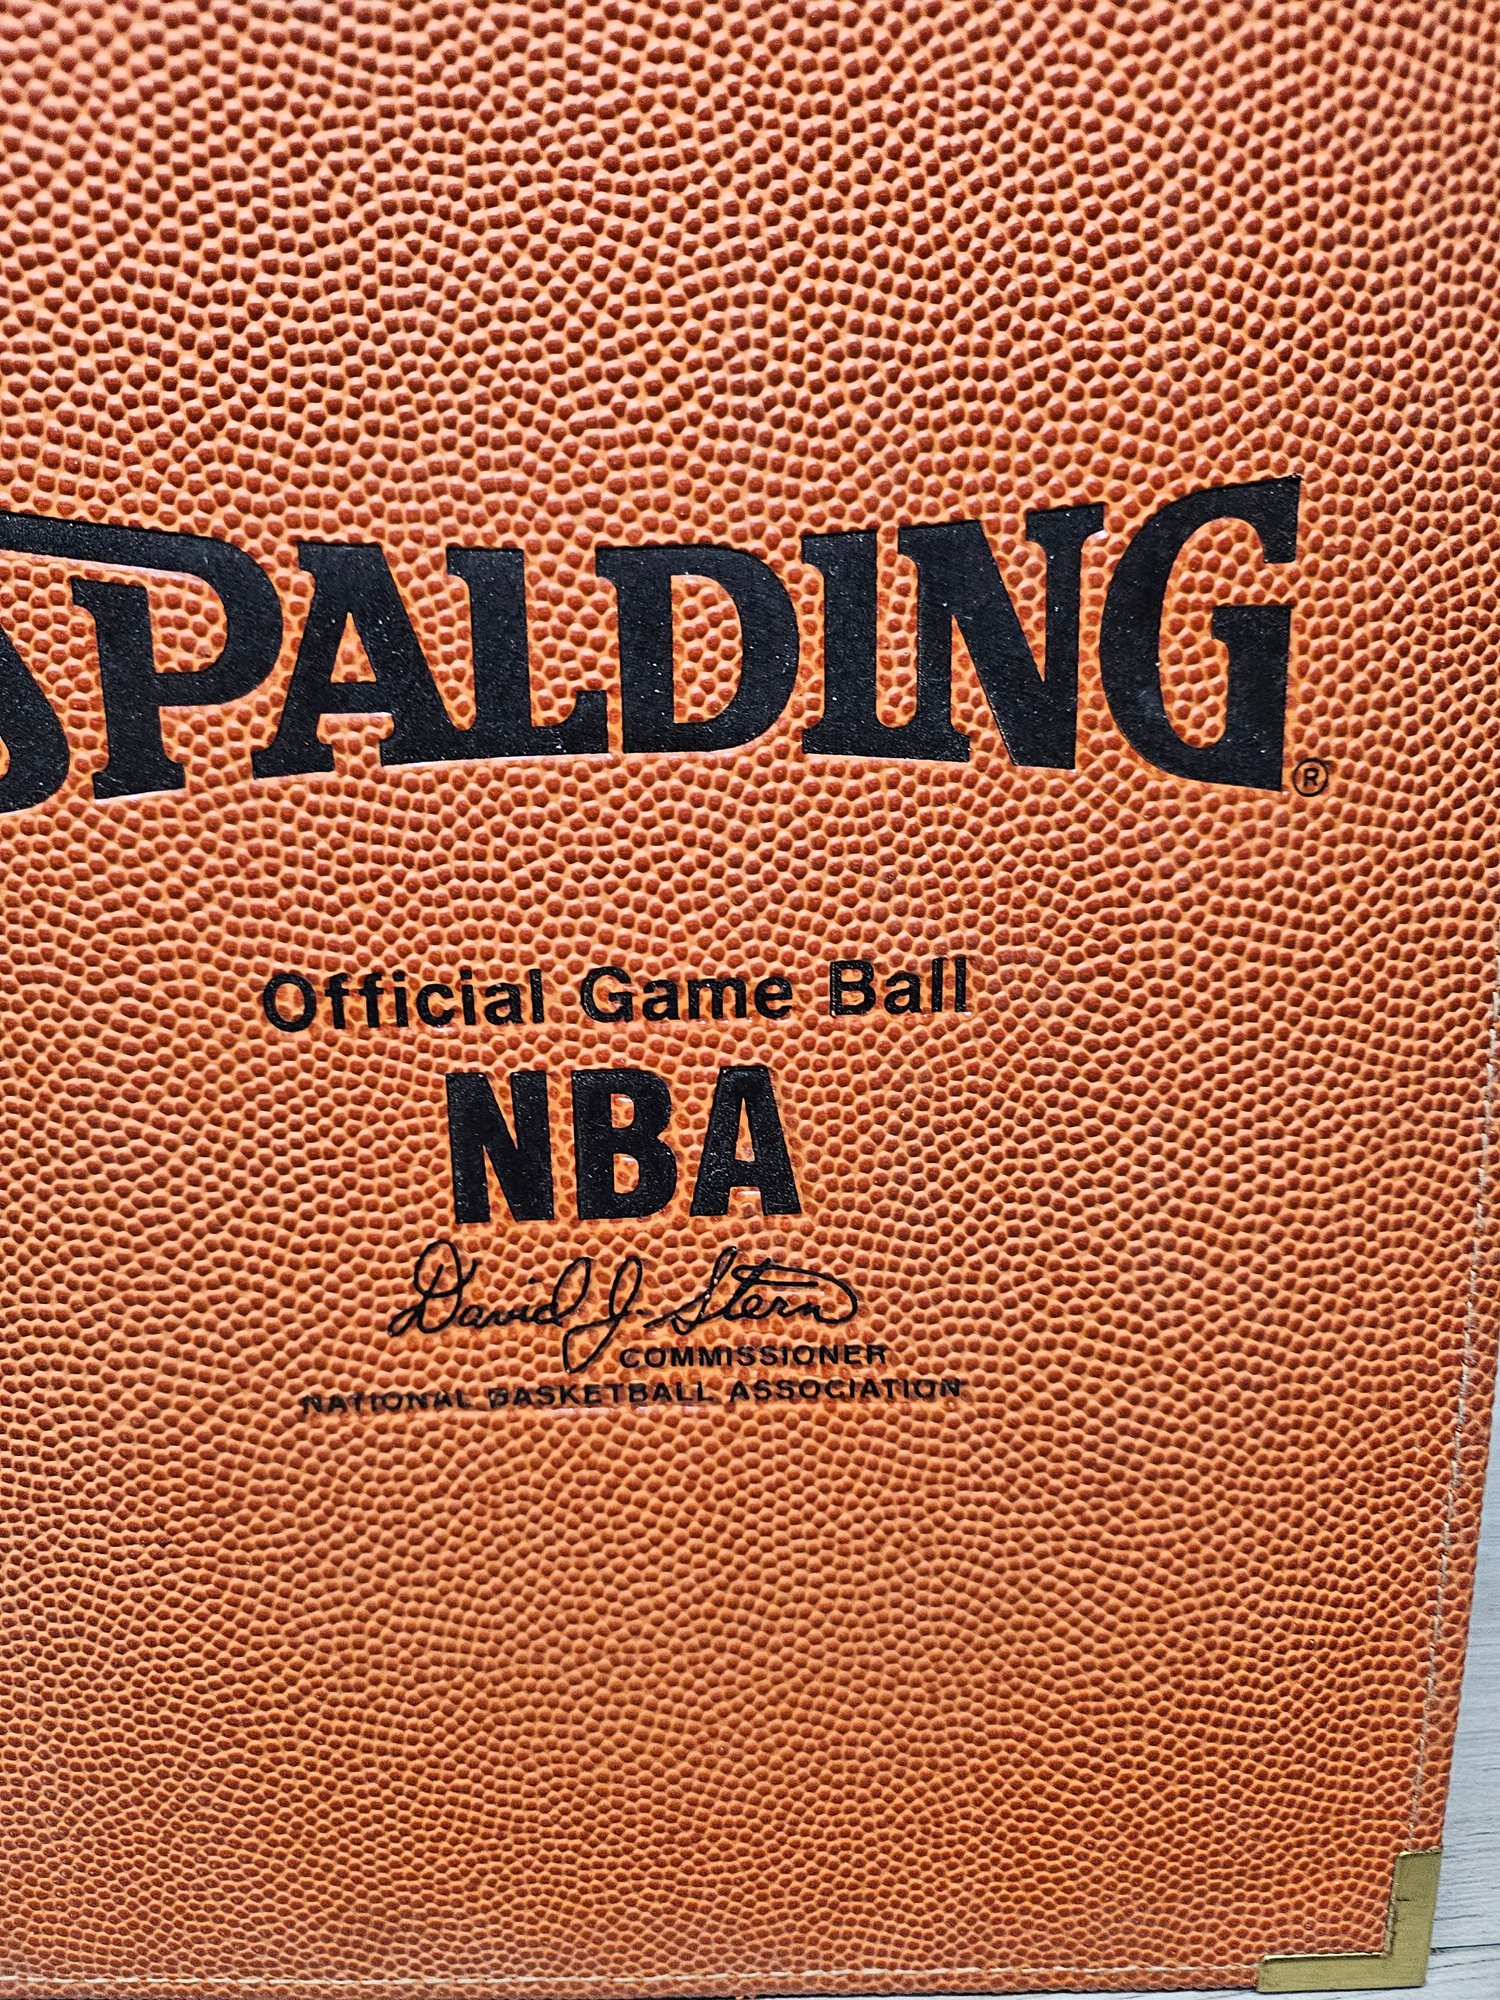 SPALDING®
Official Game Ball
NBA
David J. Stern
COMMISSIONER
NATIONAL BASKETBALL ASSOCIATION